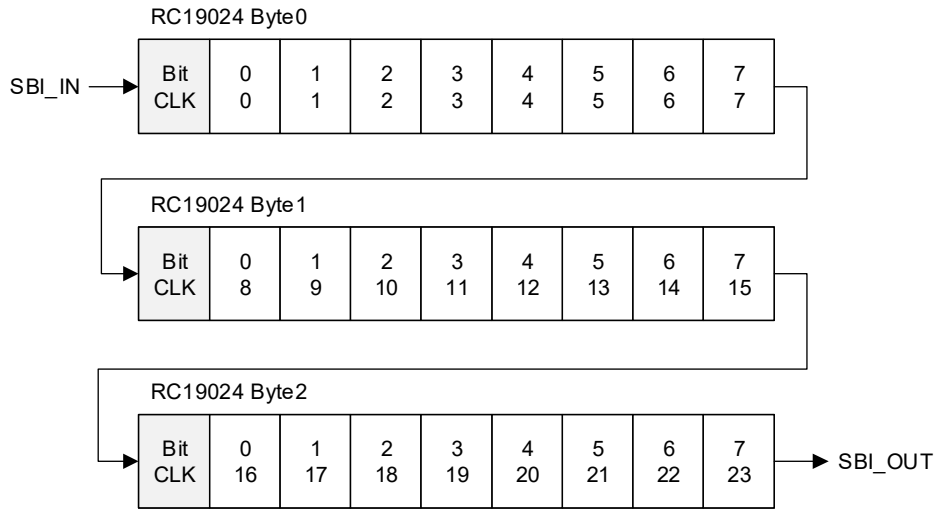 RC19024 Byte0
SBI_IN
Bit 0 1 2 3 4 5 6 7
CLK 0 1 2 3 4 5 6 7
RC19024 Byte1
Bit 0 1 2 3 4 5 6 7
CLK 8 9 10 11 12 13 14 15
RC19024 Byte2
Bit 0 1 2 3 4 5 6 7
CLK 16 17 18 19 20 21 22 23
SBI_OUT